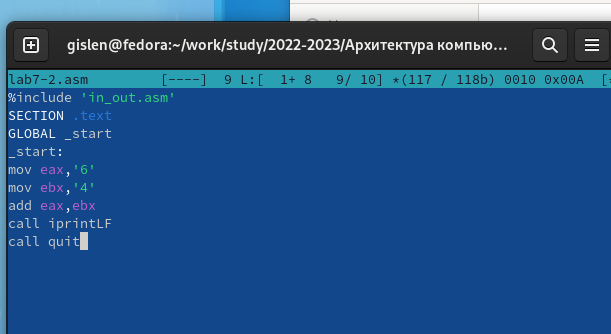 gislen@fedora:~/work/study/2022-2023/Архитектура компью...
lab7-2.asm [----] 9 L:[ 1+ 8 9/ 10] *(117 / 118b) 0010 0x00A [
%include 'in_out.asm'
SECTION .text
GLOBAL _start
_start:
mov eax,'6'
mov ebx,'4'
add eax,ebx
call iprintLF
call quit